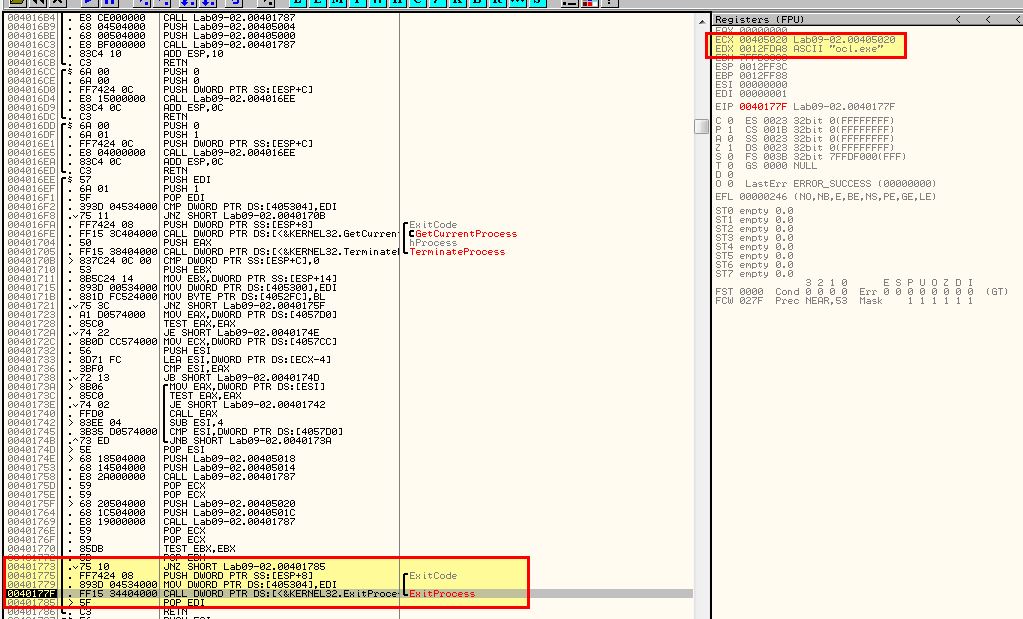 004016B4 . E8 CE000000 CALL Lab09-02.00401787
004016B9 . 68 04504000 PUSH Lab09-02.00405004
004016BE . 68 00504000 PUSH Lab09-02.00405000
004016C3 . E8 BF000000 CALL Lab09-02.00401787
004016C8 . 83C4 10 ADD ESP,10
004016CB . C3 RETN
004016CC $ 6A 00 PUSH 0
004016CE . 6A 00 PUSH 0
004016D0 . FF7424 0C PUSH DWORD PTR SS:[ESP+C]
004016D4 . E8 15000000 CALL Lab09-02.004016EE
004016D9 . 83C4 0C ADD ESP,0C
004016DC . C3 RETN
004016DD $ 6A 00 PUSH 0
004016DF . 6A 01 PUSH 1
004016E1 . FF7424 0C PUSH DWORD PTR SS:[ESP+C]
004016E5 . E8 04000000 CALL Lab09-02.004016EE
004016EA . 83C4 0C ADD ESP,0C
004016ED . C3 RETN
004016EE $ 57 PUSH EDI
004016EF . 6A 01 PUSH 1
004016F1 . 5F POP EDI
004016F2 . 393D 04534000 CMP DWORD PTR DS:[405304],EDI
004016F8 . 75 11 JNZ SHORT Lab09-02.0040170B
004016FA . FF7424 08 PUSH DWORD PTR SS:[ESP+8] ExitCode
004016FE . FF15 3C404000 CALL DWORD PTR DS:[<&KERNEL32.GetCurren GetCurrentProcess
00401704 . 50 PUSH EAX hProcess
00401705 . FF15 38404000 CALL DWORD PTR DS:[<&KERNEL32.Terminate TerminateProcess
0040170B > 837C24 0C 00 CMP DWORD PTR SS:[ESP+C],0
00401710 . 53 PUSH EBX
00401711 . 8B5C24 14 MOV EBX,DWORD PTR SS:[ESP+14]
00401715 . 893D 00534000 MOV DWORD PTR DS:[405300],EDI
0040171B . 881D FC524000 MOV BYTE PTR DS:[4052FC],BL
00401721 . 75 3C JNZ SHORT Lab09-02.0040175F
00401723 . A1 D0574000 MOV EAX,DWORD PTR DS:[4057D0]
00401728 . 85C0 TEST EAX,EAX
0040172A . 74 22 JE SHORT Lab09-02.0040174E
0040172C . 8B0D CC574000 MOV ECX,DWORD PTR DS:[4057CC]
00401732 . 56 PUSH ESI
00401733 . 8D71 FC LEA ESI,DWORD PTR DS:[ECX-4]
00401736 . 3BF0 CMP ESI,EAX
00401738 . 72 13 JB SHORT Lab09-02.0040174D
0040173A > 8B06 MOV EAX,DWORD PTR DS:[ESI]
0040173C . 85C0 TEST EAX,EAX
0040173E . 74 02 JE SHORT Lab09-02.00401742
00401740 . FFD0 CALL EAX
00401742 > 83EE 04 SUB ESI,4
00401745 . 3B35 D0574000 CMP ESI,DWORD PTR DS:[4057D0]
0040174B .^73 ED JNB SHORT Lab09-02.0040173A
0040174D > 5E POP ESI
0040174E > 68 18504000 PUSH Lab09-02.00405018
00401753 . 68 14504000 PUSH Lab09-02.00405014
00401758 . E8 2A000000 CALL Lab09-02.00401787
0040175D . 59 POP ECX
0040175E . 59 POP ECX
0040175F > 68 20504000 PUSH Lab09-02.00405020
00401764 . 68 1C504000 PUSH Lab09-02.0040501C
00401769 . E8 19000000 CALL Lab09-02.00401787
0040176E . 59 POP ECX
0040176F . 59 POP ECX
00401770 . 85DB TEST EBX,EBX
00401773 . 75 10 JNZ SHORT Lab09-02.00401785
00401775 . FF7424 08 PUSH DWORD PTR SS:[ESP+8] ExitCode
00401779 . 893D 04534000 MOV DWORD PTR DS:[405304],EDI
0040177F . FF15 34404000 CALL DWORD PTR DS:[<&KERNEL32.ExitProce ExitProcess
00401785 > 5F POP EDI
00401786 . C3 RETN
Registers (FPU) < < <
EAX 00000000
ECX 00405020 Lab09-02.00405020
EDX 0012FDA8 ASCII "ocl.exe"
ESP 0012FF3C
EBP 0012FF88
ESI 00000000
EDI 00000001
EIP 0040177F Lab09-02.0040177F
C 0 ES 0023 32bit 0(FFFFFFFF)
P 1 CS 001B 32bit 0(FFFFFFFF)
A 0 SS 0023 32bit 0(FFFFFFFF)
Z 1 DS 0023 32bit 0(FFFFFFFF)
S 0 FS 003B 32bit 7FFDF000(FFF)
T 0 GS 0000 NULL
D 0
O 0 LastErr ERROR_SUCCESS (00000000)
EFL 00000246 (NO,NB,E,BE,NS,PE,GE,LE)
ST0 empty 0.0
ST1 empty 0.0
ST2 empty 0.0
ST3 empty 0.0
ST4 empty 0.0
ST5 empty 0.0
ST6 empty 0.0
ST7 empty 0.0
3 2 1 0 E S P U O Z D I
FST 0000 Cond 0 0 0 0 Err 0 0 0 0 0 0 0 0 (GT)
FCW 027F Prec NEAR,53 Mask 1 1 1 1 1 1